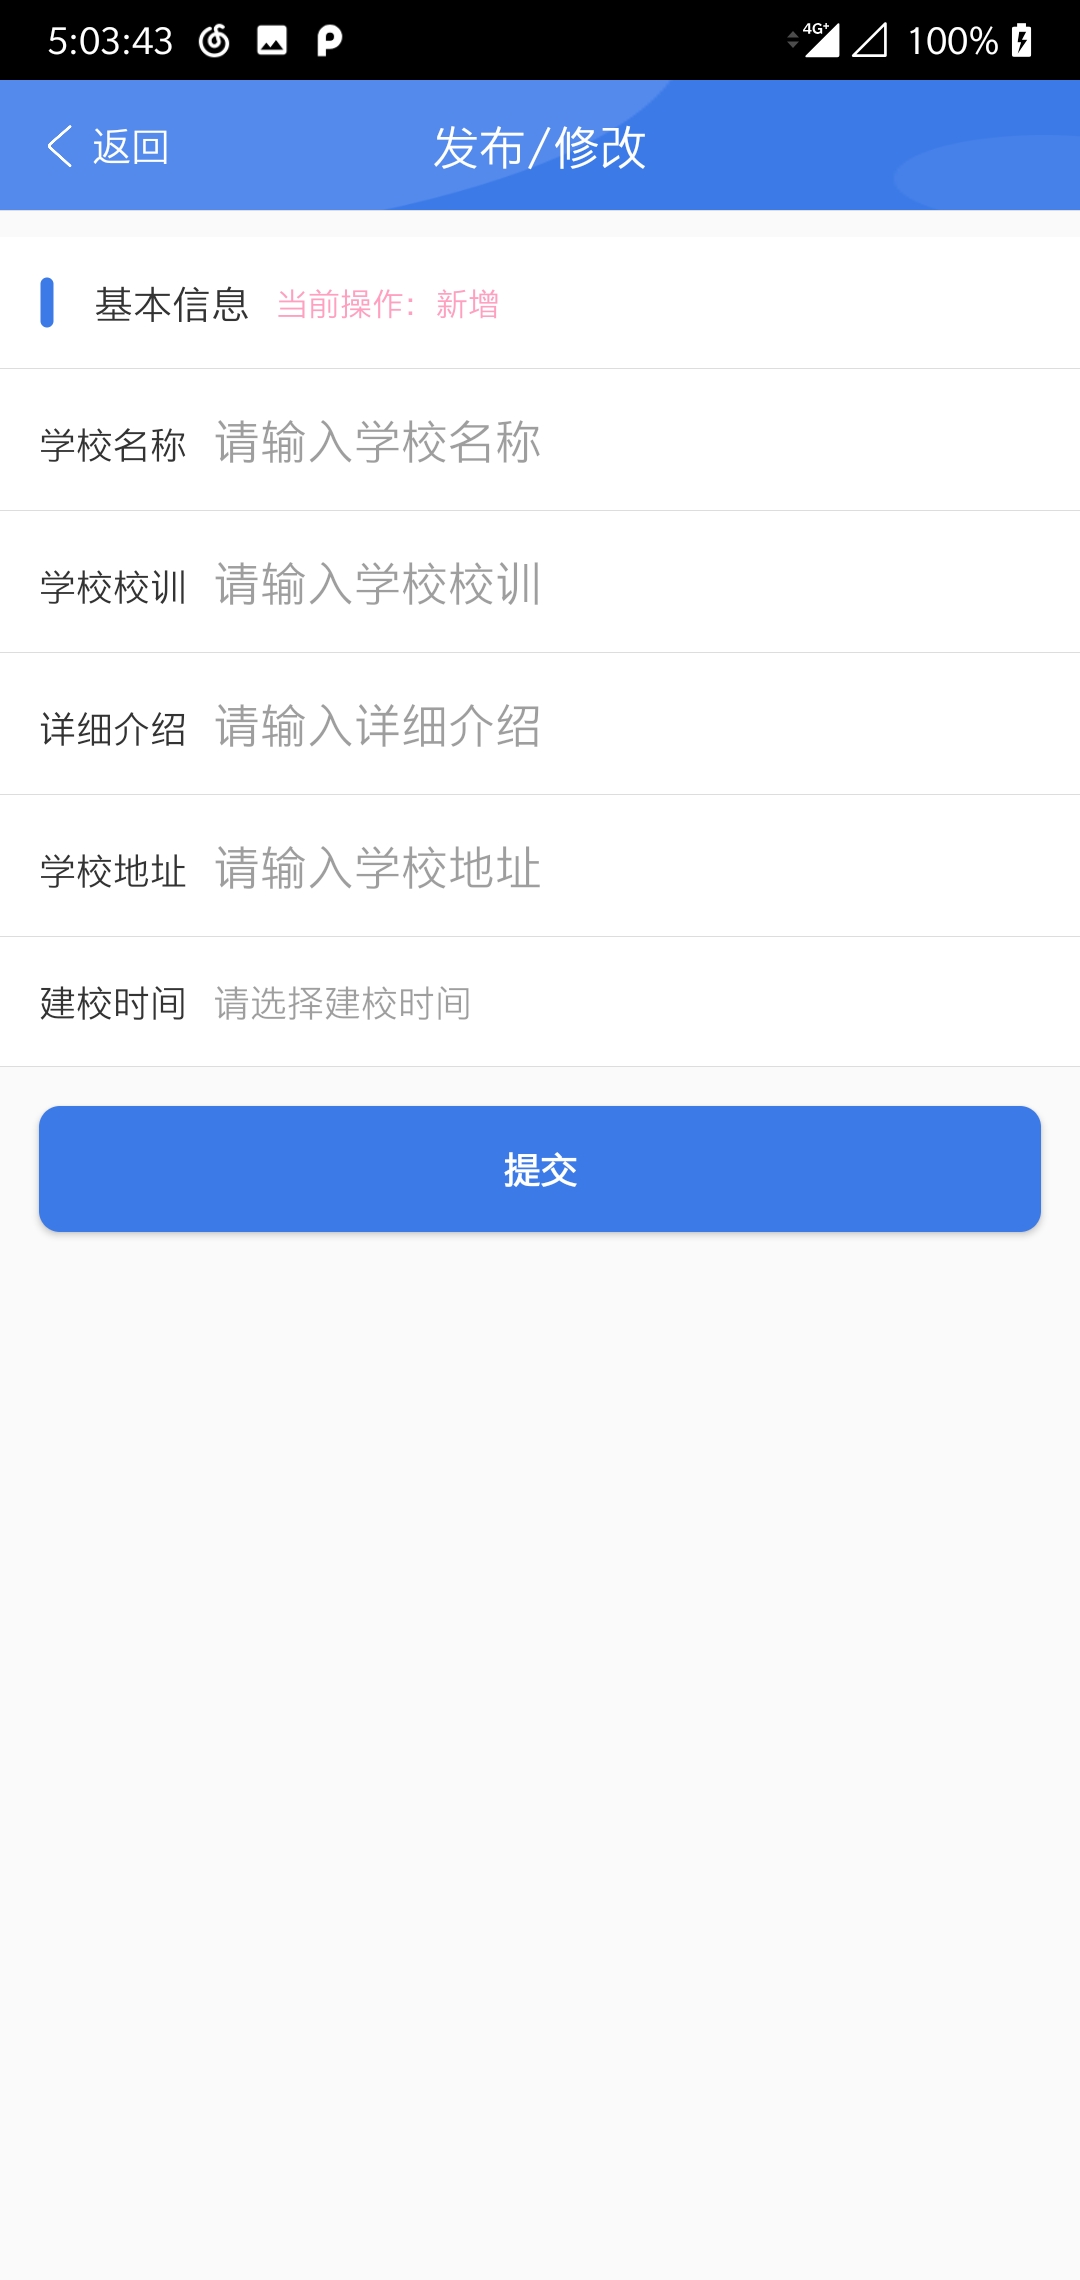 5:03:43 4G+ 100%
返回 发布/修改
基本信息 当前操作：新增
学校名称 请输入学校名称
学校校训 请输入学校校训
详细介绍 请输入详细介绍
学校地址 请输入学校地址
建校时间 请选择建校时间
提交